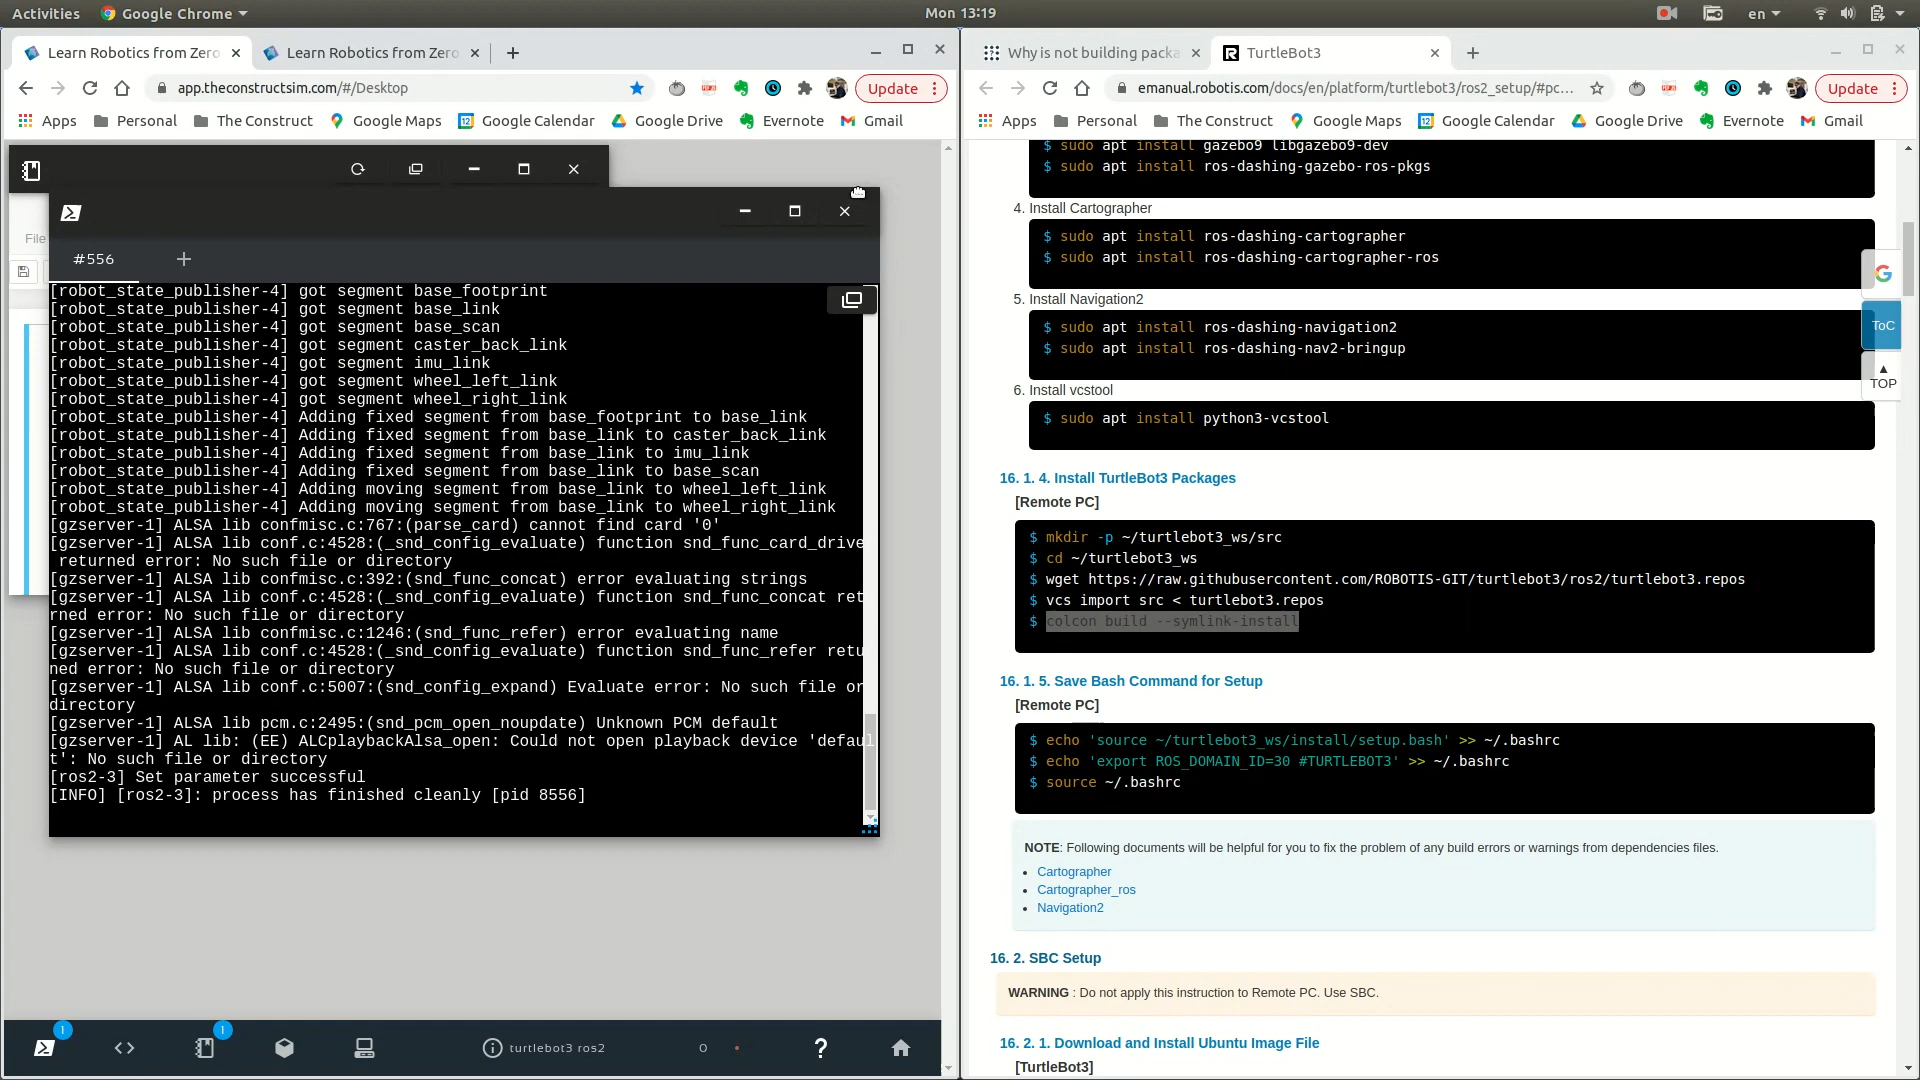 Activities
Google Chrome
Mon 13:19
en
Learn Robotics from Zero
Learn Robotics from Zero
app.theconstructsim.com/#/Desktop
Update
Apps
Personal
The Construct
Google Maps
Google Calendar
Google Drive
Evernote
Gmail
File
#556
[robot_state_publisher-4] got segment base_footprint
[robot_state_publisher-4] got segment base_link
[robot_state_publisher-4] got segment base_scan
[robot_state_publisher-4] got segment caster_back_link
[robot_state_publisher-4] got segment imu_link
[robot_state_publisher-4] got segment wheel_left_link
[robot_state_publisher-4] got segment wheel_right_link
[robot_state_publisher-4] Adding fixed segment from base_footprint to base_link
[robot_state_publisher-4] Adding fixed segment from base_link to caster_back_link
[robot_state_publisher-4] Adding fixed segment from base_link to imu_link
[robot_state_publisher-4] Adding fixed segment from base_link to base_scan
[robot_state_publisher-4] Adding moving segment from base_link to wheel_left_link
[robot_state_publisher-4] Adding moving segment from base_link to wheel_right_link
[gzserver-1] ALSA lib confmisc.c:767:(parse_card) cannot find card '0'
[gzserver-1] ALSA lib conf.c:4528:(_snd_config_evaluate) function snd_func_card_drive
returned error: No such file or directory
[gzserver-1] ALSA lib confmisc.c:392:(snd_func_concat) error evaluating strings
[gzserver-1] ALSA lib conf.c:4528:(_snd_config_evaluate) function snd_func_concat ret
rned error: No such file or directory
[gzserver-1] ALSA lib confmisc.c:1246:(snd_func_refer) error evaluating name
[gzserver-1] ALSA lib conf.c:4528:(_snd_config_evaluate) function snd_func_refer retu
ned error: No such file or directory
[gzserver-1] ALSA lib conf.c:5007:(snd_config_expand) Evaluate error: No such file or
directory
[gzserver-1] ALSA lib pcm.c:2495:(snd_pcm_open_noupdate) Unknown PCM default
[gzserver-1] AL lib: (EE) ALCplaybackAlsa_open: Could not open playback device 'defaul
t': No such file or directory
[ros2-3] Set parameter successful
[INFO] [ros2-3]: process has finished cleanly [pid 8556]
1
1
turtlebot3 ros2
0
?
Why is not building packa
TurtleBot3
emanual.robotis.com/docs/en/platform/turtlebot3/ros2_setup/#pc...
Update
Apps
Personal
The Construct
Google Maps
Google Calendar
Google Drive
Evernote
Gmail
$ sudo apt install gazebo9 libgazebo9-dev
$ sudo apt install ros-dashing-gazebo-ros-pkgs
4. Install Cartographer
$ sudo apt install ros-dashing-cartographer
$ sudo apt install ros-dashing-cartographer-ros
5. Install Navigation2
$ sudo apt install ros-dashing-navigation2
$ sudo apt install ros-dashing-nav2-bringup
6. Install vcstool
$ sudo apt install python3-vcstool
ToC
TOP
16. 1. 4. Install TurtleBot3 Packages
[Remote PC]
$ mkdir -p ~/turtlebot3_ws/src
$ cd ~/turtlebot3_ws
$ wget https://raw.githubusercontent.com/ROBOTIS-GIT/turtlebot3/ros2/turtlebot3.repos
$ vcs import src < turtlebot3.repos
$ colcon build --symlink-install
16. 1. 5. Save Bash Command for Setup
[Remote PC]
$ echo 'source ~/turtlebot3_ws/install/setup.bash' >> ~/.bashrc
$ echo 'export ROS_DOMAIN_ID=30 #TURTLEBOT3' >> ~/.bashrc
$ source ~/.bashrc
NOTE: Following documents will be helpful for you to fix the problem of any build errors or warnings from dependencies files.
Cartographer
Cartographer_ros
Navigation2
16. 2. SBC Setup
WARNING : Do not apply this instruction to Remote PC. Use SBC.
16. 2. 1. Download and Install Ubuntu Image File
[TurtleBot3]